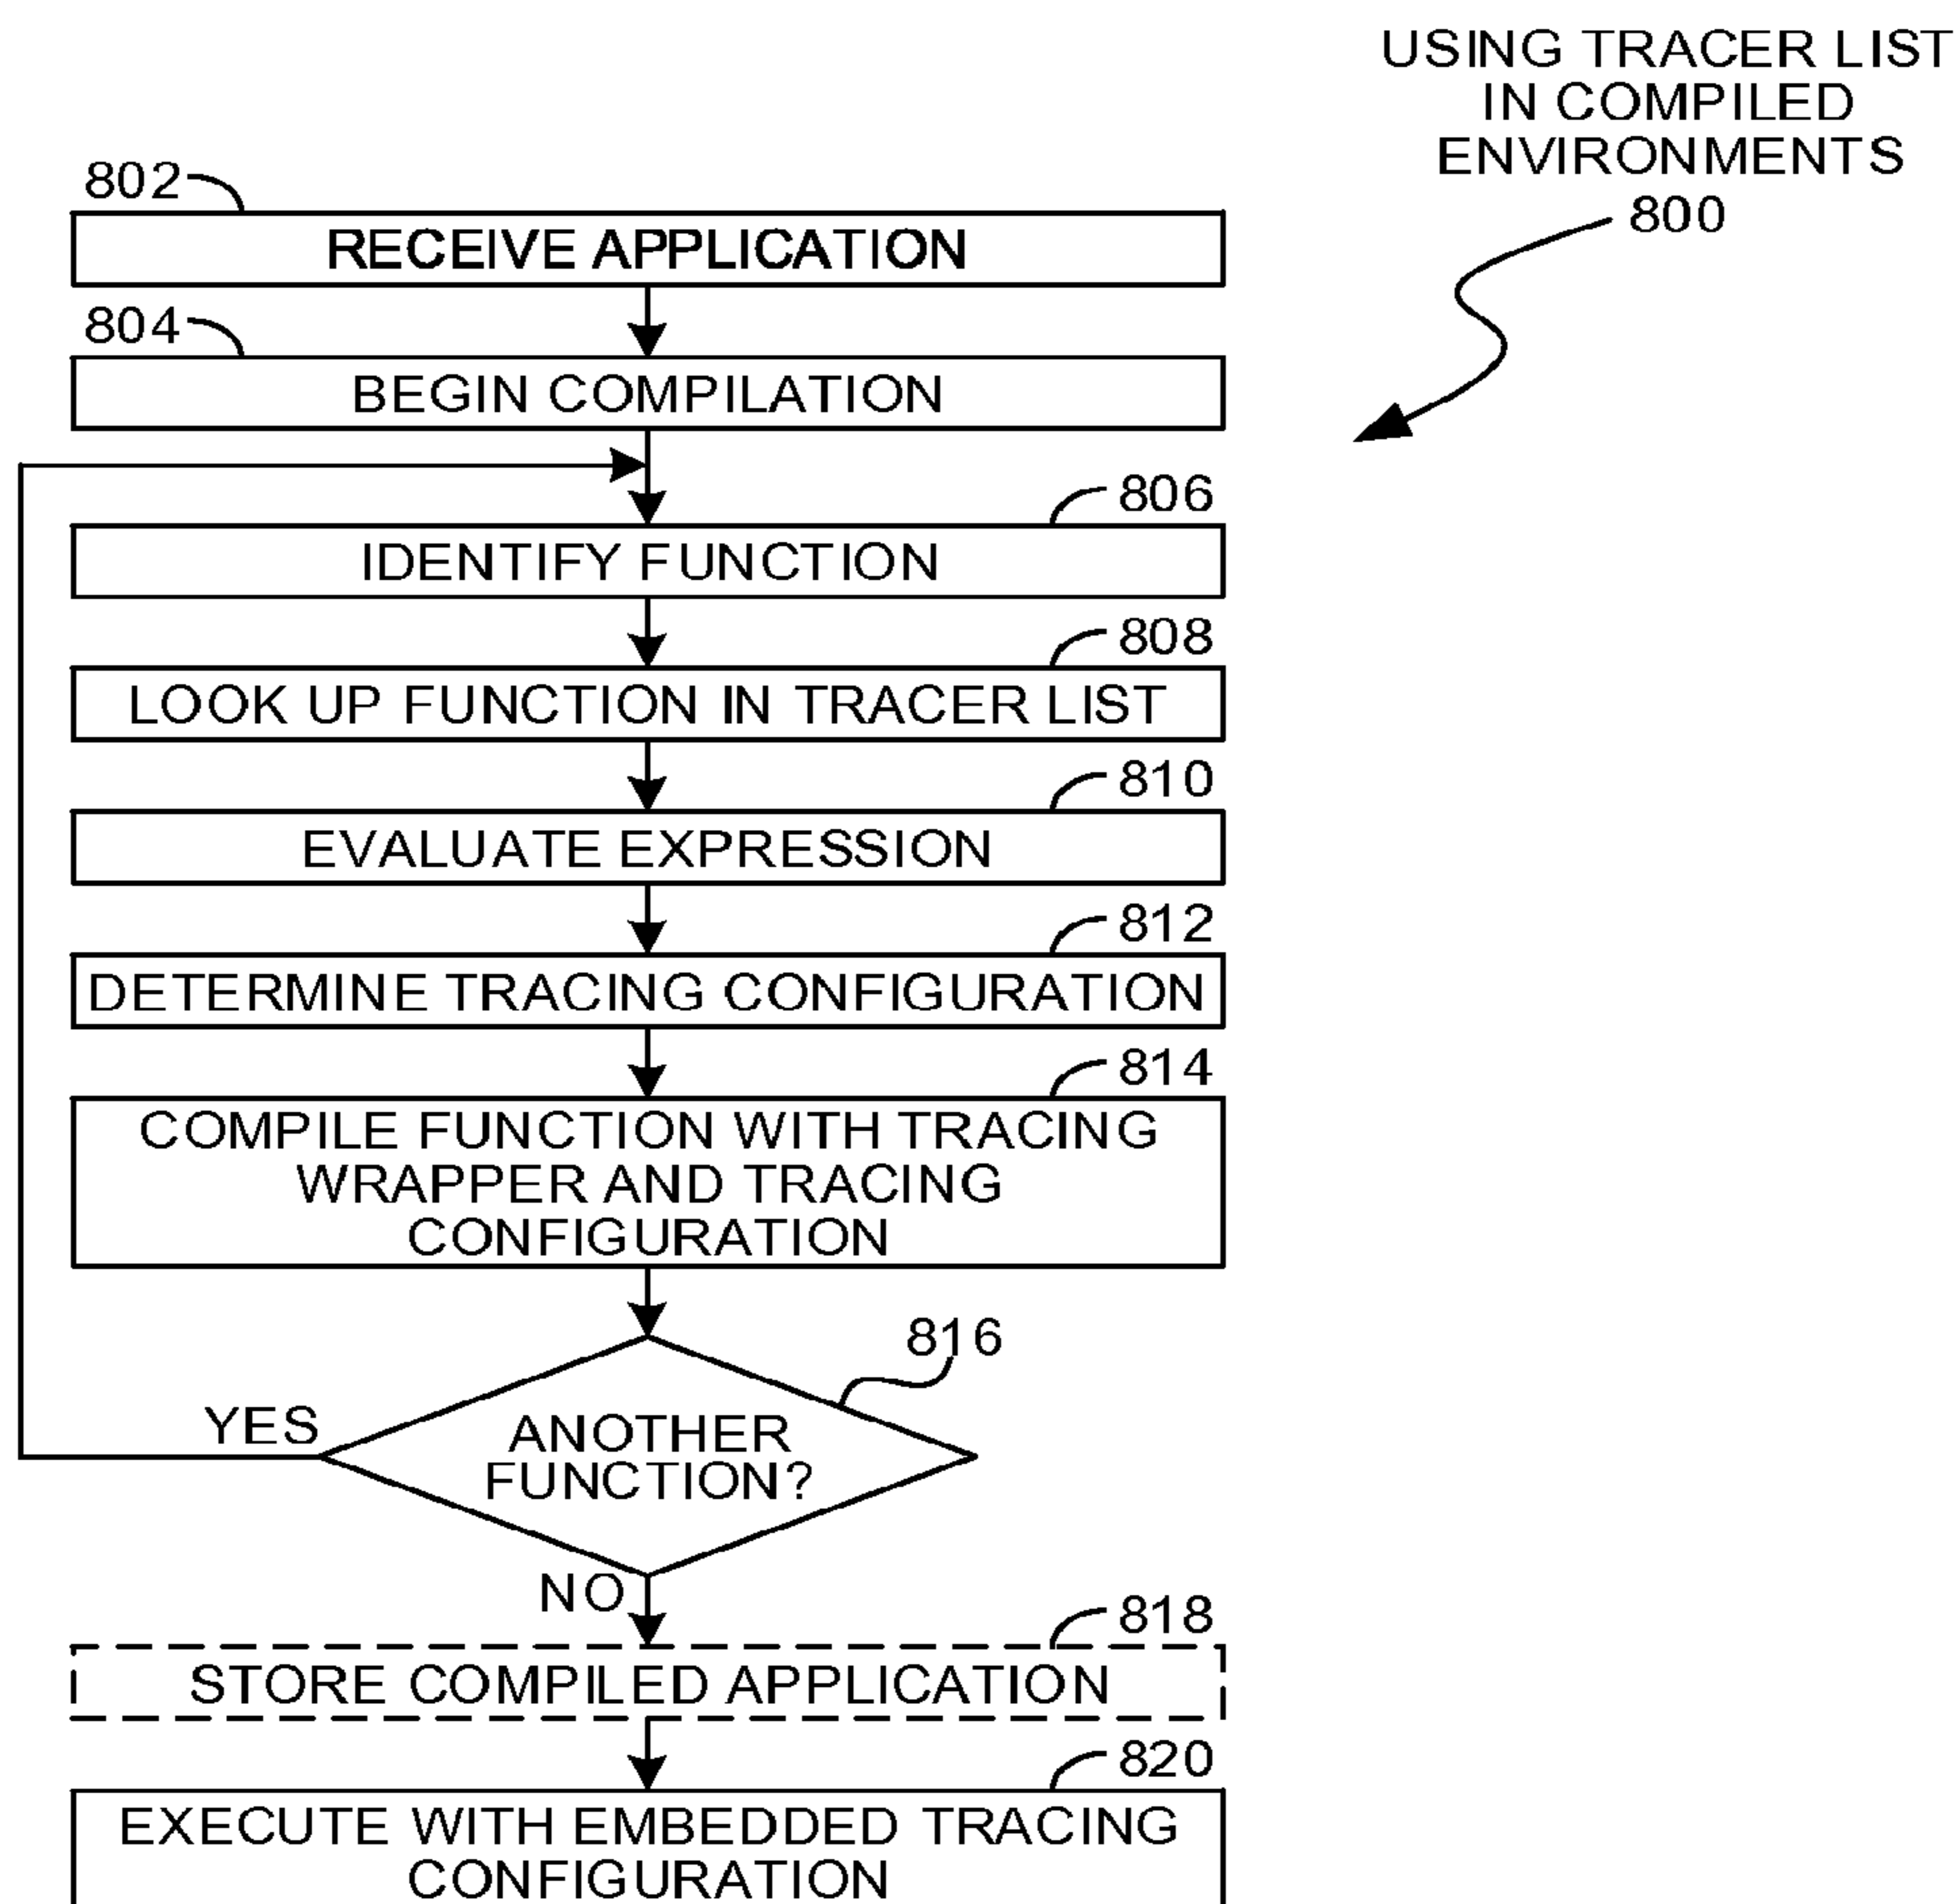 USING TRACER LIST
IN COMPILED
ENVIRONMENTS
800
802
RECEIVE APPLICATION
804
BEGIN COMPILATION
806
IDENTIFY FUNCTION
808
LOOK UP FUNCTION IN TRACER LIST
810
EVALUATE EXPRESSION
812
DETERMINE TRACING CONFIGURATION
814
COMPILE FUNCTION WITH TRACING
WRAPPER AND TRACING
CONFIGURATION
816
YES
ANOTHER
FUNCTION?
NO
818
STORE COMPILED APPLICATION
820
EXECUTE WITH EMBEDDED TRACING
CONFIGURATION